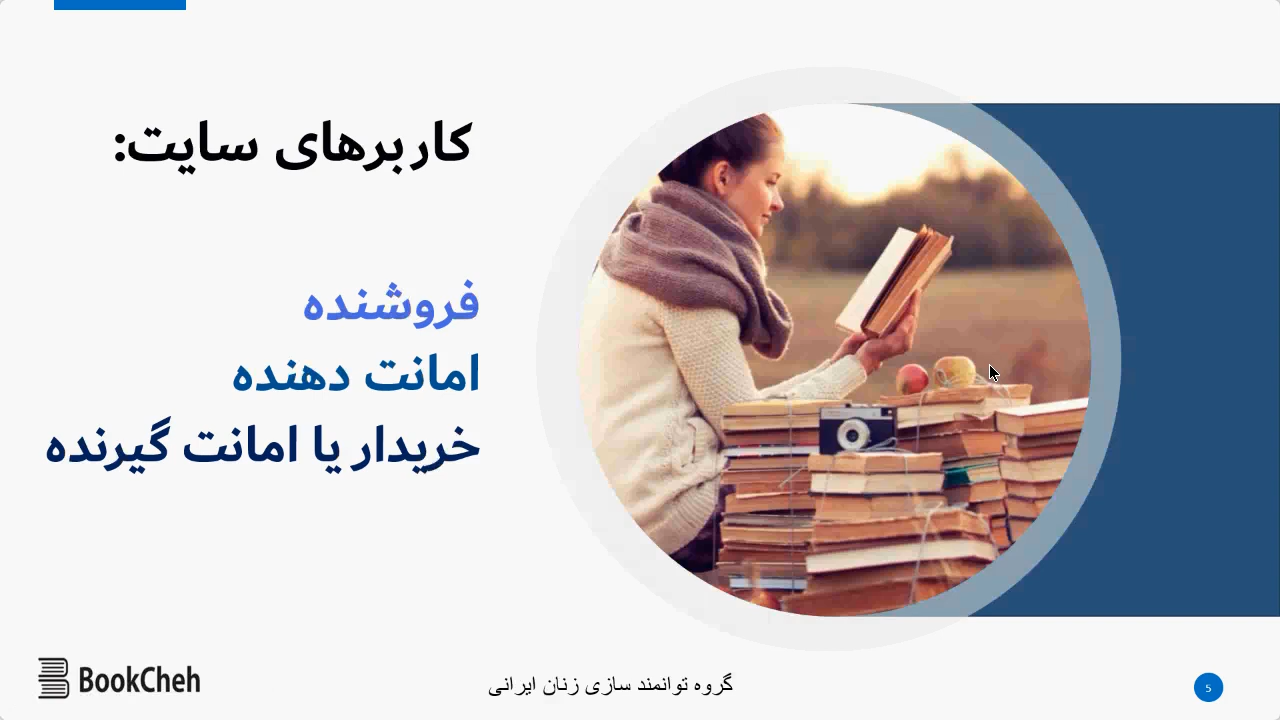 کاربرهای سایت:
فروشنده
امانت دهنده
خریدار یا امانت گیرنده
BookCheh
گروه توانمند سازی زنان ایرانی
5